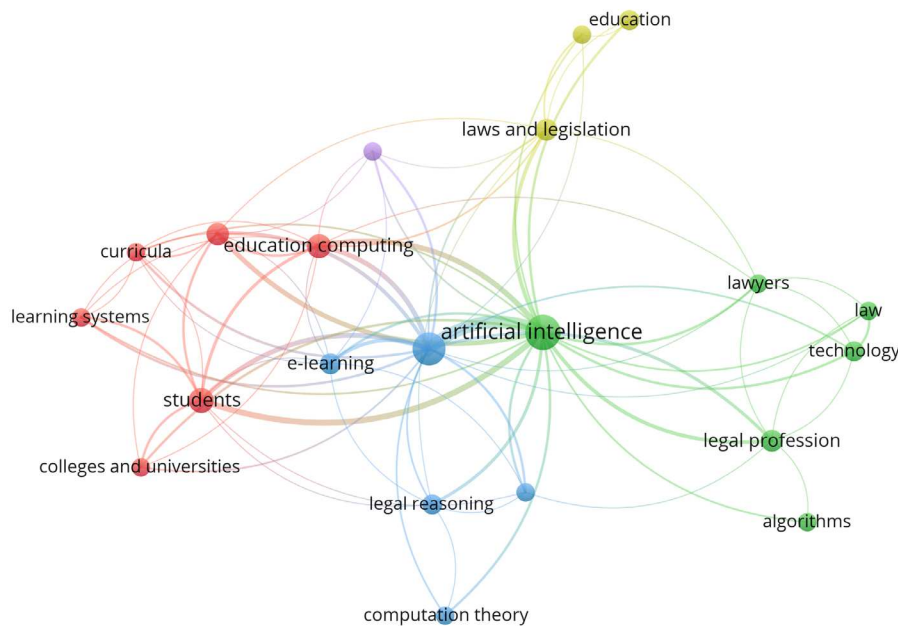 education
laws and legislation
curricula
education computing
lawyers
law
learning systems
artificial intelligence
technology
e-learning
students
legal profession
colleges and universities
legal reasoning
algorithms
computation theory